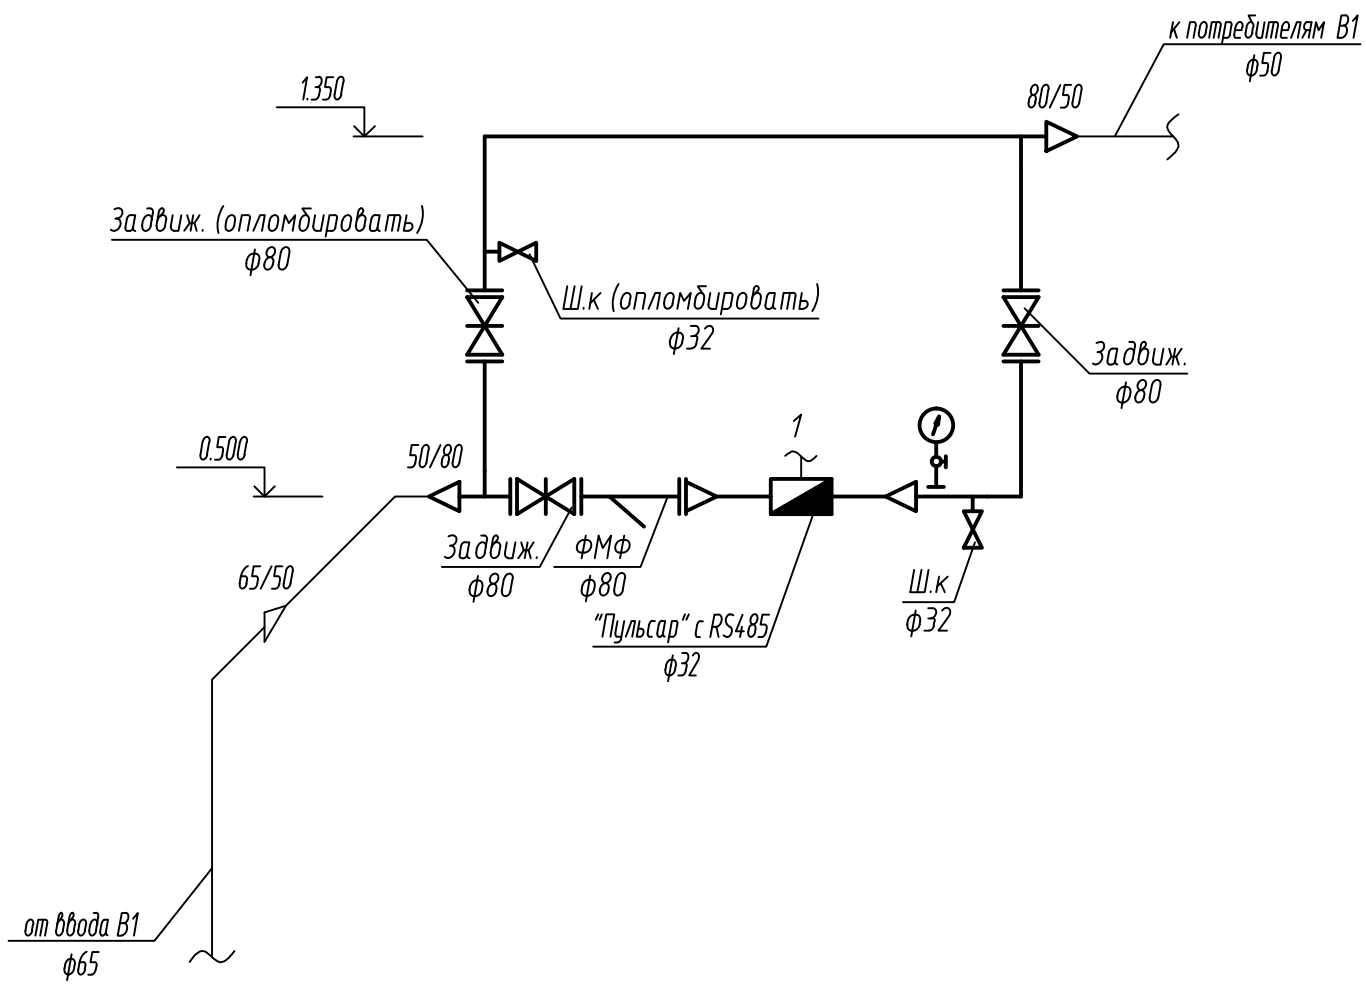 к потребителям В1
ф50
80/50
1.350
Задвиж. (опломбировать)
ф80
Ш.к (опломбировать)
ф32
Задвиж.
ф80
1
0.500
50/80
Задвиж.
ф80
ФМФ
ф80
65/50
Ш.к
ф32
"Пульсар" с RS485
ф32
от ввода В1
ф65